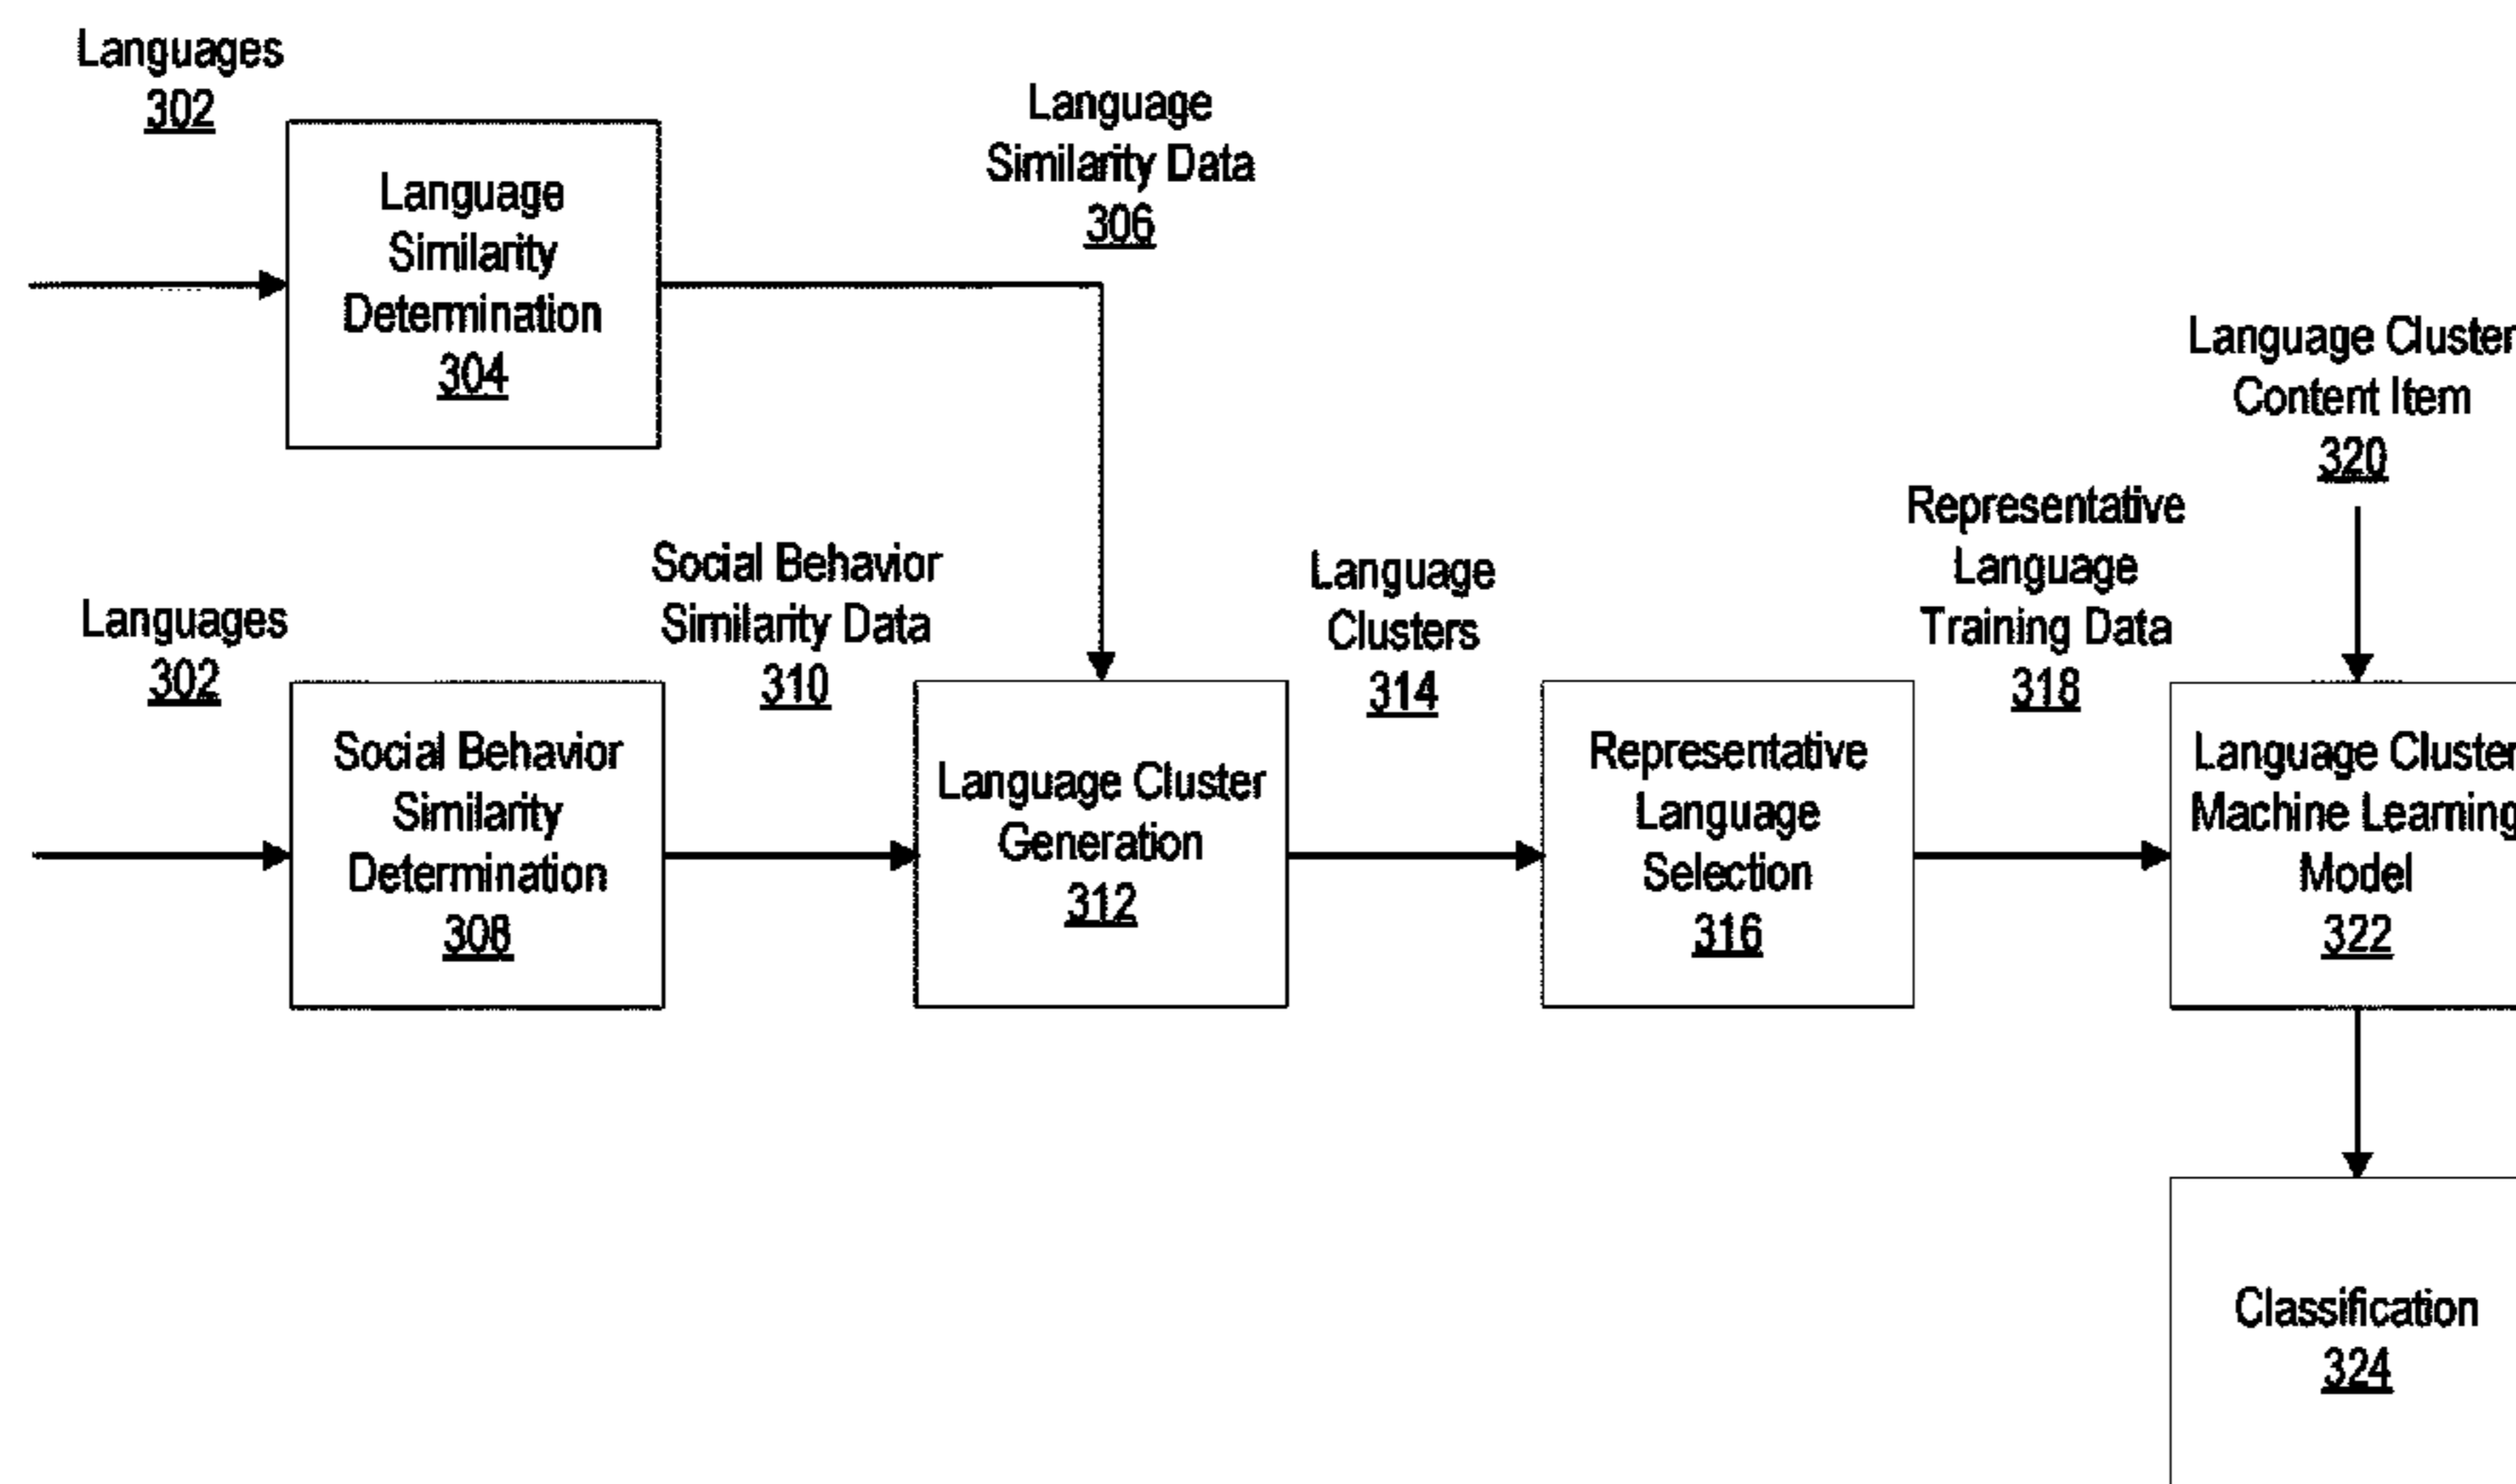 Languages
302
Language
Similarity
Determination
304
Language
Similarity Data
306
Languages
302
Social Behavior
Similarity
Determination
308
Social Behavior
Similarity Data
310
Language Cluster
Generation
312
Language
Clusters
314
Representative
Language
Selection
316
Representative
Language
Training Data
318
Language Cluster
Content Item
320
Language Cluster
Machine Learning
Model
322
Classification
324